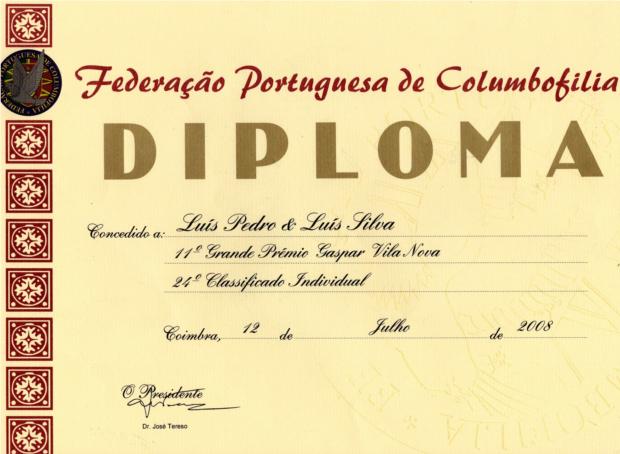 Federação Portuguesa de Columbofilia
DIPLOMA
Concedido a: Luís Pedro & Luís Silva
11º Grande Prémio Gaspar Vila Nova
24º Classificado Individual
Coimbra, 12 de Julho de 2008
O Presidente
Dr. José Tereso